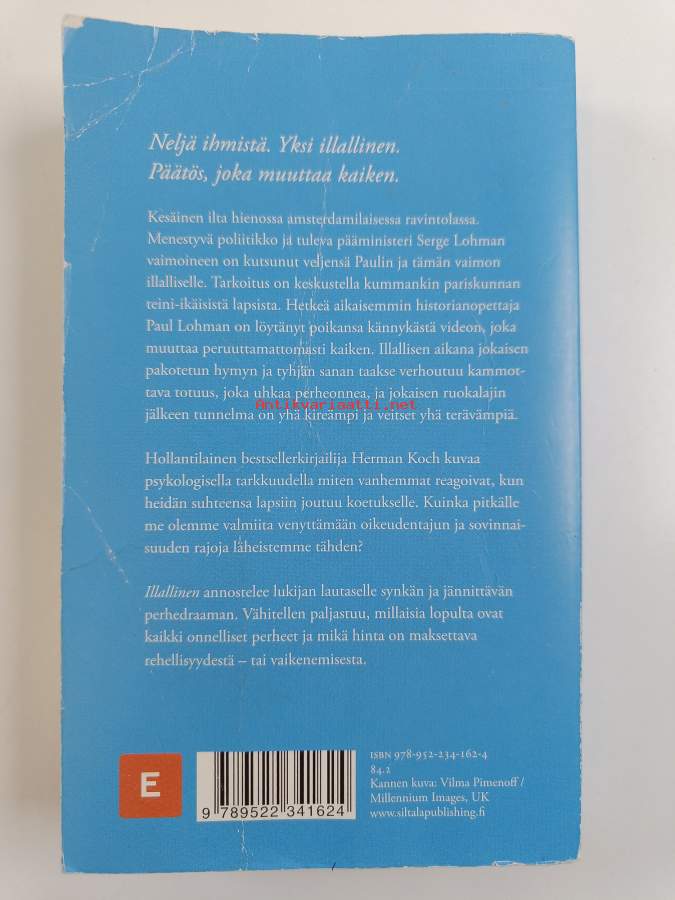 Neljä ihmistä. Yksi illallinen.
Päätös, joka muuttaa kaiken.
Kesäinen ilta hienossa amsterdamilaisessa ravintolassa.
Menestyvä poliitikko ja tuleva pääministeri Serge Lohman
vaimoineen on kutsunut veljensä Paulin ja tämän vaimon
illalliselle. Tarkoitus on keskustella kummankin pariskunnan
teini-ikäisistä lapsista. Hetkeä aikaisemmin historianopettaja
Paul Lohman on löytänyt poikansa kännykästä videon, joka
muuttaa peruuttamattomasti kaiken. Illallisen aikana jokaisen
pakotetun hymyn ja tyhjän sanan taakse verhoutuu kammot-
tava totuus, joka uhkaa perheonnea, ja jokaisen ruokalajin
Antikvariaatti.net
jälkeen tunnelma on yhä kireämpi ja veitset yhä terävämpiä.
Hollantilainen bestsellerkirjailija Herman Koch kuvaa
psykologisella tarkkuudella miten vanhemmat reagoivat, kun
heidän suhteensa lapsiin joutuu koetukselle. Kuinka pitkälle
me olemme valmiita venyttämään oikeudentajun ja sovinnai-
suuden rajoja läheistemme tähden?
Illallinen annostelee lukijan lautaselle synkän ja jännittävän
perhedraaman. Vähitellen paljastuu, millaisia lopulta ovat
kaikki onnelliset perheet ja mikä hinta on maksettava
rehellisyydestä – tai vaikenemisesta.
E
9 789522 341624
ISBN 978-952-234-162-4
84.2
Kannen kuva: Vilma Pimenoff /
Millennium Images, UK
www.siltalapublishing.fi